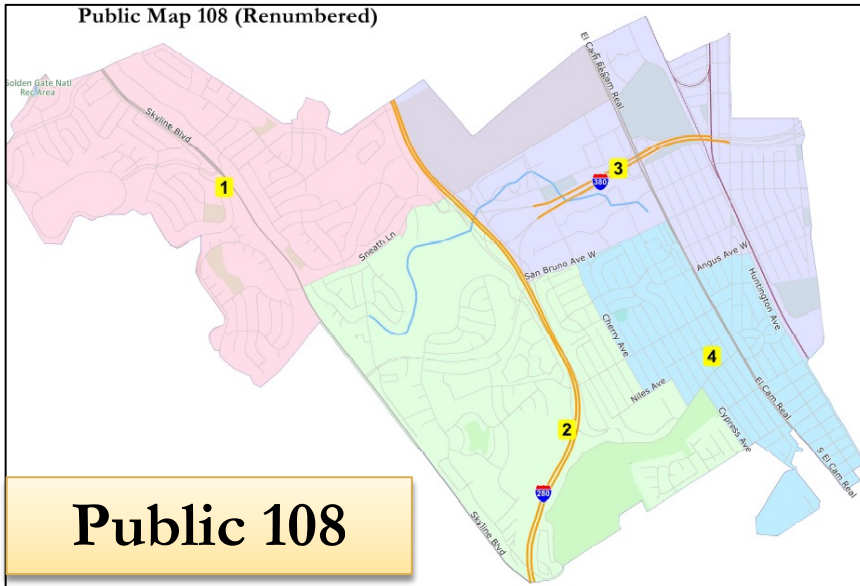 Public Map 108 (Renumbered)
Golden Gate Natl
Rec Area
Skyline Blvd
1
Sneath Ln
El Cam Real
3
380
San Bruno Ave W
Angus Ave W
Huntington Ave
Cherry Ave
4
Niles Ave
El Cam Real
Cypress Ave
S El Cam Real
2
280
Skyline Blvd
Public 108